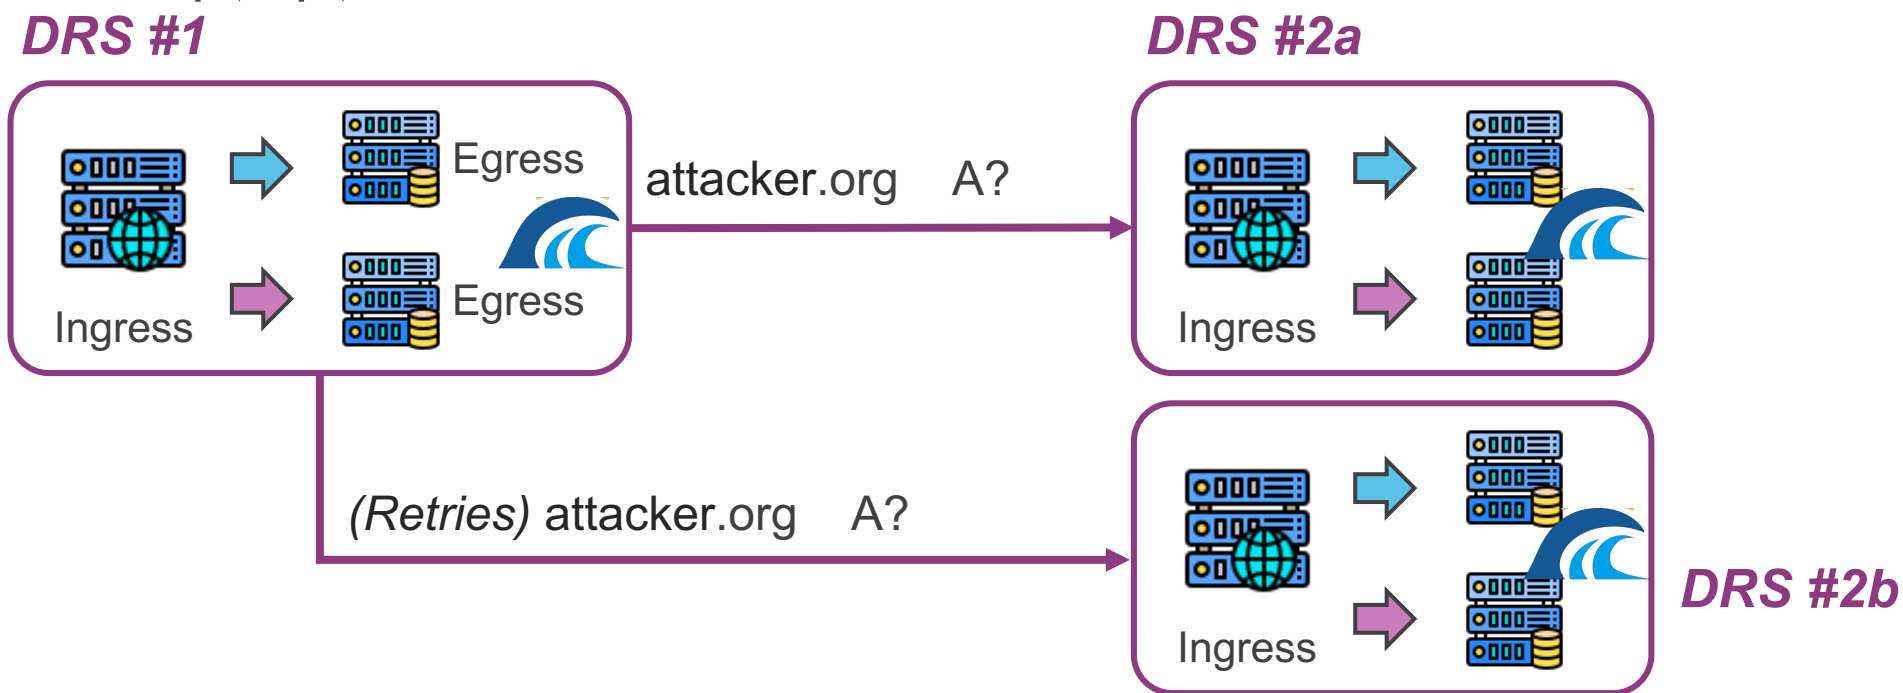 DRS #1
DRS #2a
Egress
attacker.org A?
Egress
Ingress
Ingress
(Retries) attacker.org A?
DRS #2b
Ingress